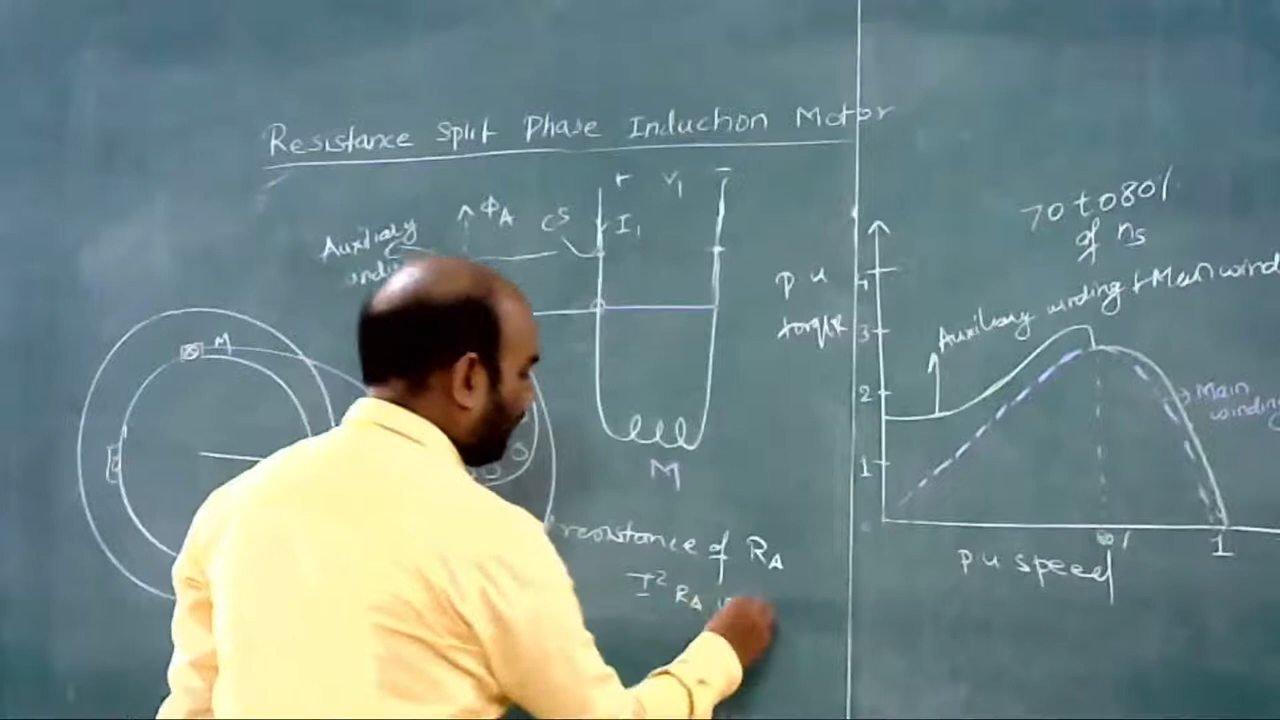 Resistance Split Phase Induction Motor
+ V₁ -
Auxiliary
ϕA
CS
I₁
M
M
resistance of RA
I² RA
70 to 80%
of ns
Auxiliary winding + Main wind
p u
torque
4
3
2
1
Main
winding
p u speed
1